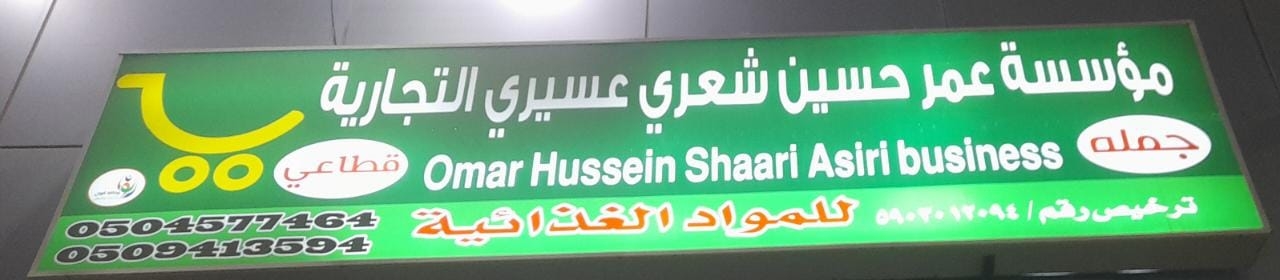 مؤسسة عمر حسين شعري عسيري التجارية
جمله
Omar Hussein Shaari Asiri business
قطاعي
ترخيص رقم / ٥٩٠٣٠١٢٠٩٤
للمواد الغذائية
0504577464
0509413594